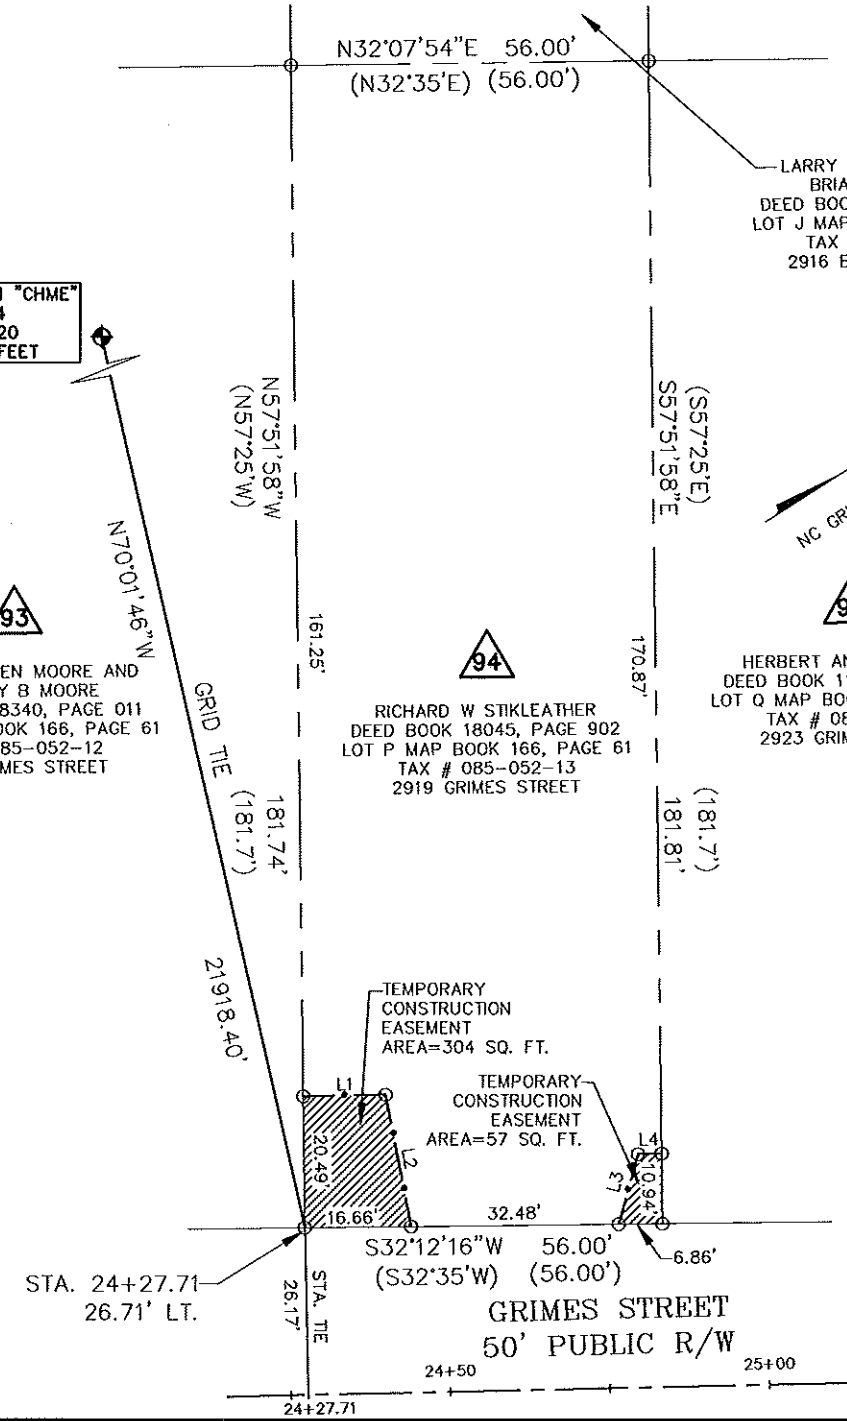 N32°07'54"E 56.00'
(N32°35'E) (56.00')
LARRY
BRIA
DEED BOO
LOT J MAP
TAX
2916 E
"CHME"
4
20
FEET
N57°51'58"W
(N57°25'W)
(S57°25'E)
S57°51'58"E
NC GRI
N70°01'46"W
GRID TIE
21918.40'
93
EN MOORE AND
Y B MOORE
8340, PAGE 011
OOK 166, PAGE 61
85-052-12
MES STREET
161.25'
181.74'
(181.7')
94
RICHARD W STIKLEATHER
DEED BOOK 18045, PAGE 902
LOT P MAP BOOK 166, PAGE 61
TAX # 085-052-13
2919 GRIMES STREET
170.87'
(181.7')
181.81'
9
HERBERT AN
DEED BOOK 11
LOT Q MAP BOO
TAX # 08
2923 GRIM
TEMPORARY
CONSTRUCTION
EASEMENT
AREA=304 SQ. FT.
TEMPORARY
CONSTRUCTION
EASEMENT
AREA=57 SQ. FT.
L1
L2
L3
L4
20.49'
10.94'
16.66'
32.48'
6.86'
S32°12'16"W 56.00'
(S32°35'W) (56.00')
STA. 24+27.71
26.71' LT.
STA. TIE
26.17'
GRIMES STREET
50' PUBLIC R/W
24+50
25+00
24+27.71